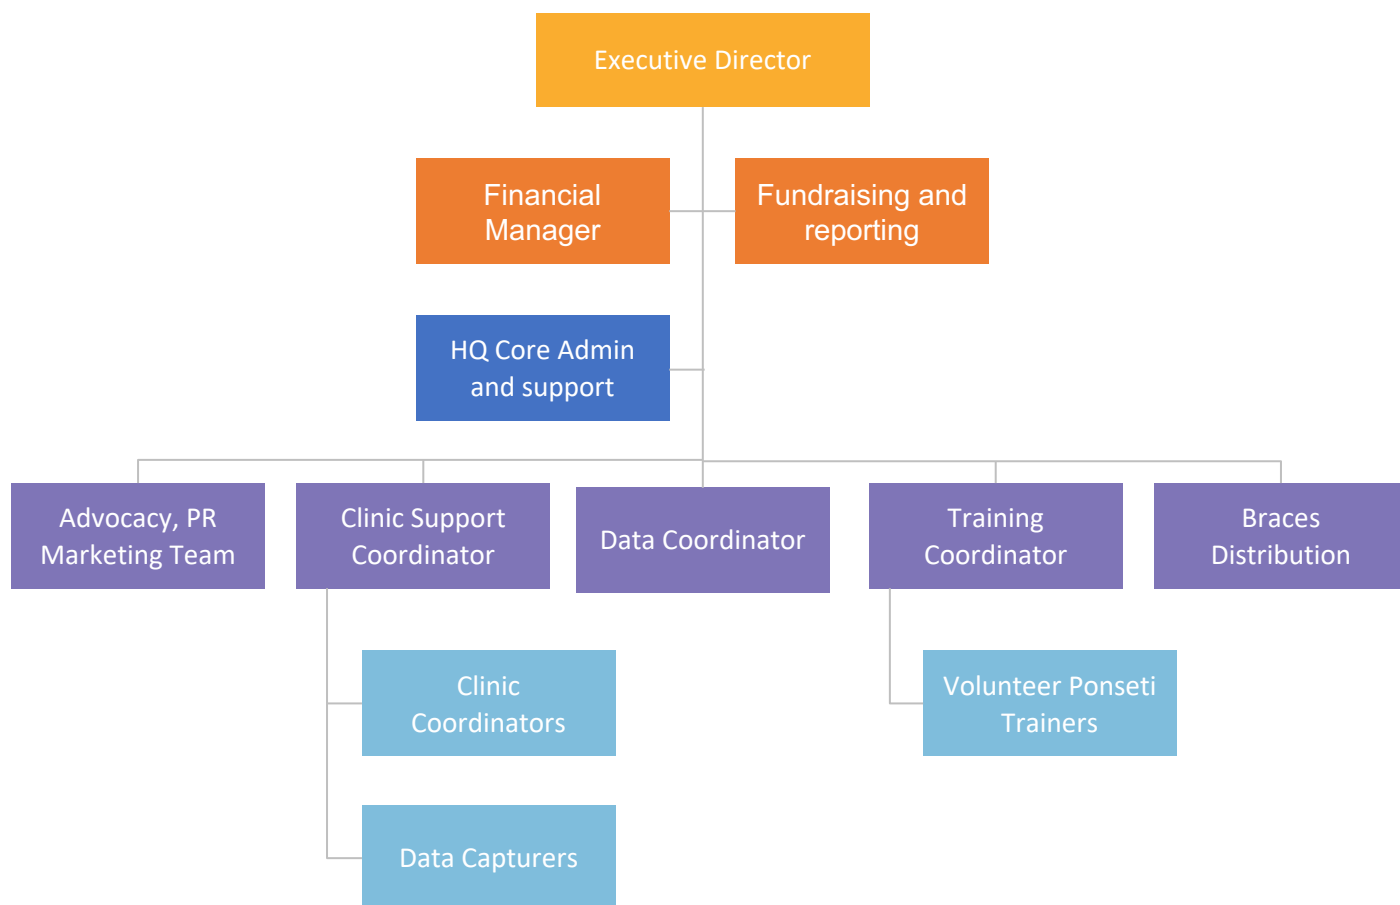 Executive Director
Financial
Manager
Fundraising and
reporting
HQ Core Admin
and support
Advocacy, PR
Marketing Team
Clinic Support
Coordinator
Data Coordinator
Training
Coordinator
Braces
Distribution
Clinic
Coordinators
Volunteer Ponseti
Trainers
Data Capturers